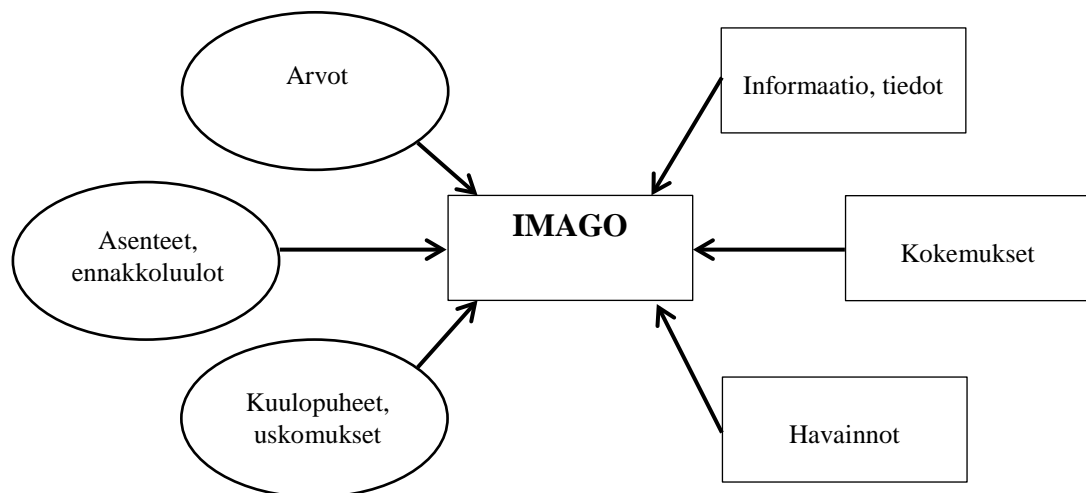 Arvot
Informaatio, tiedot
IMAGO
Asenteet,
ennakkoluulot
Kokemukset
Kuulopuheet,
uskomukset
Havainnot